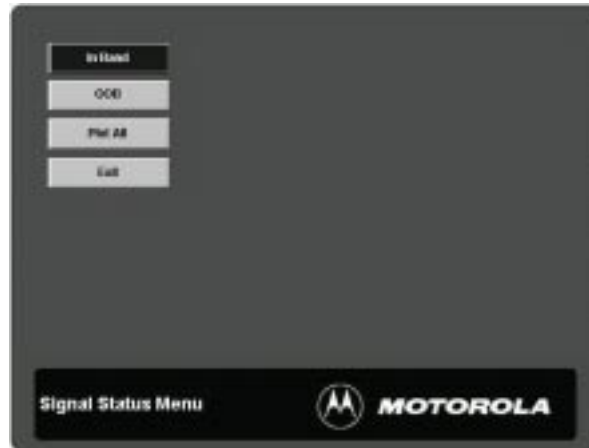 In Band
OOB
Plot All
Exit
Signal Status Menu
MOTOROLA